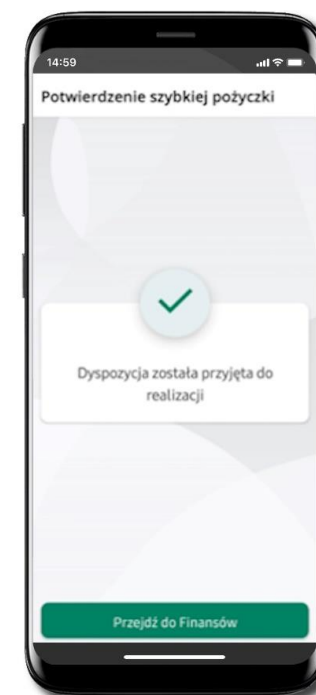 14:59
Potwierdzenie szybkiej pożyczki
Dyspozycja została przyjęta do
realizacji
Przejdź do Finansów